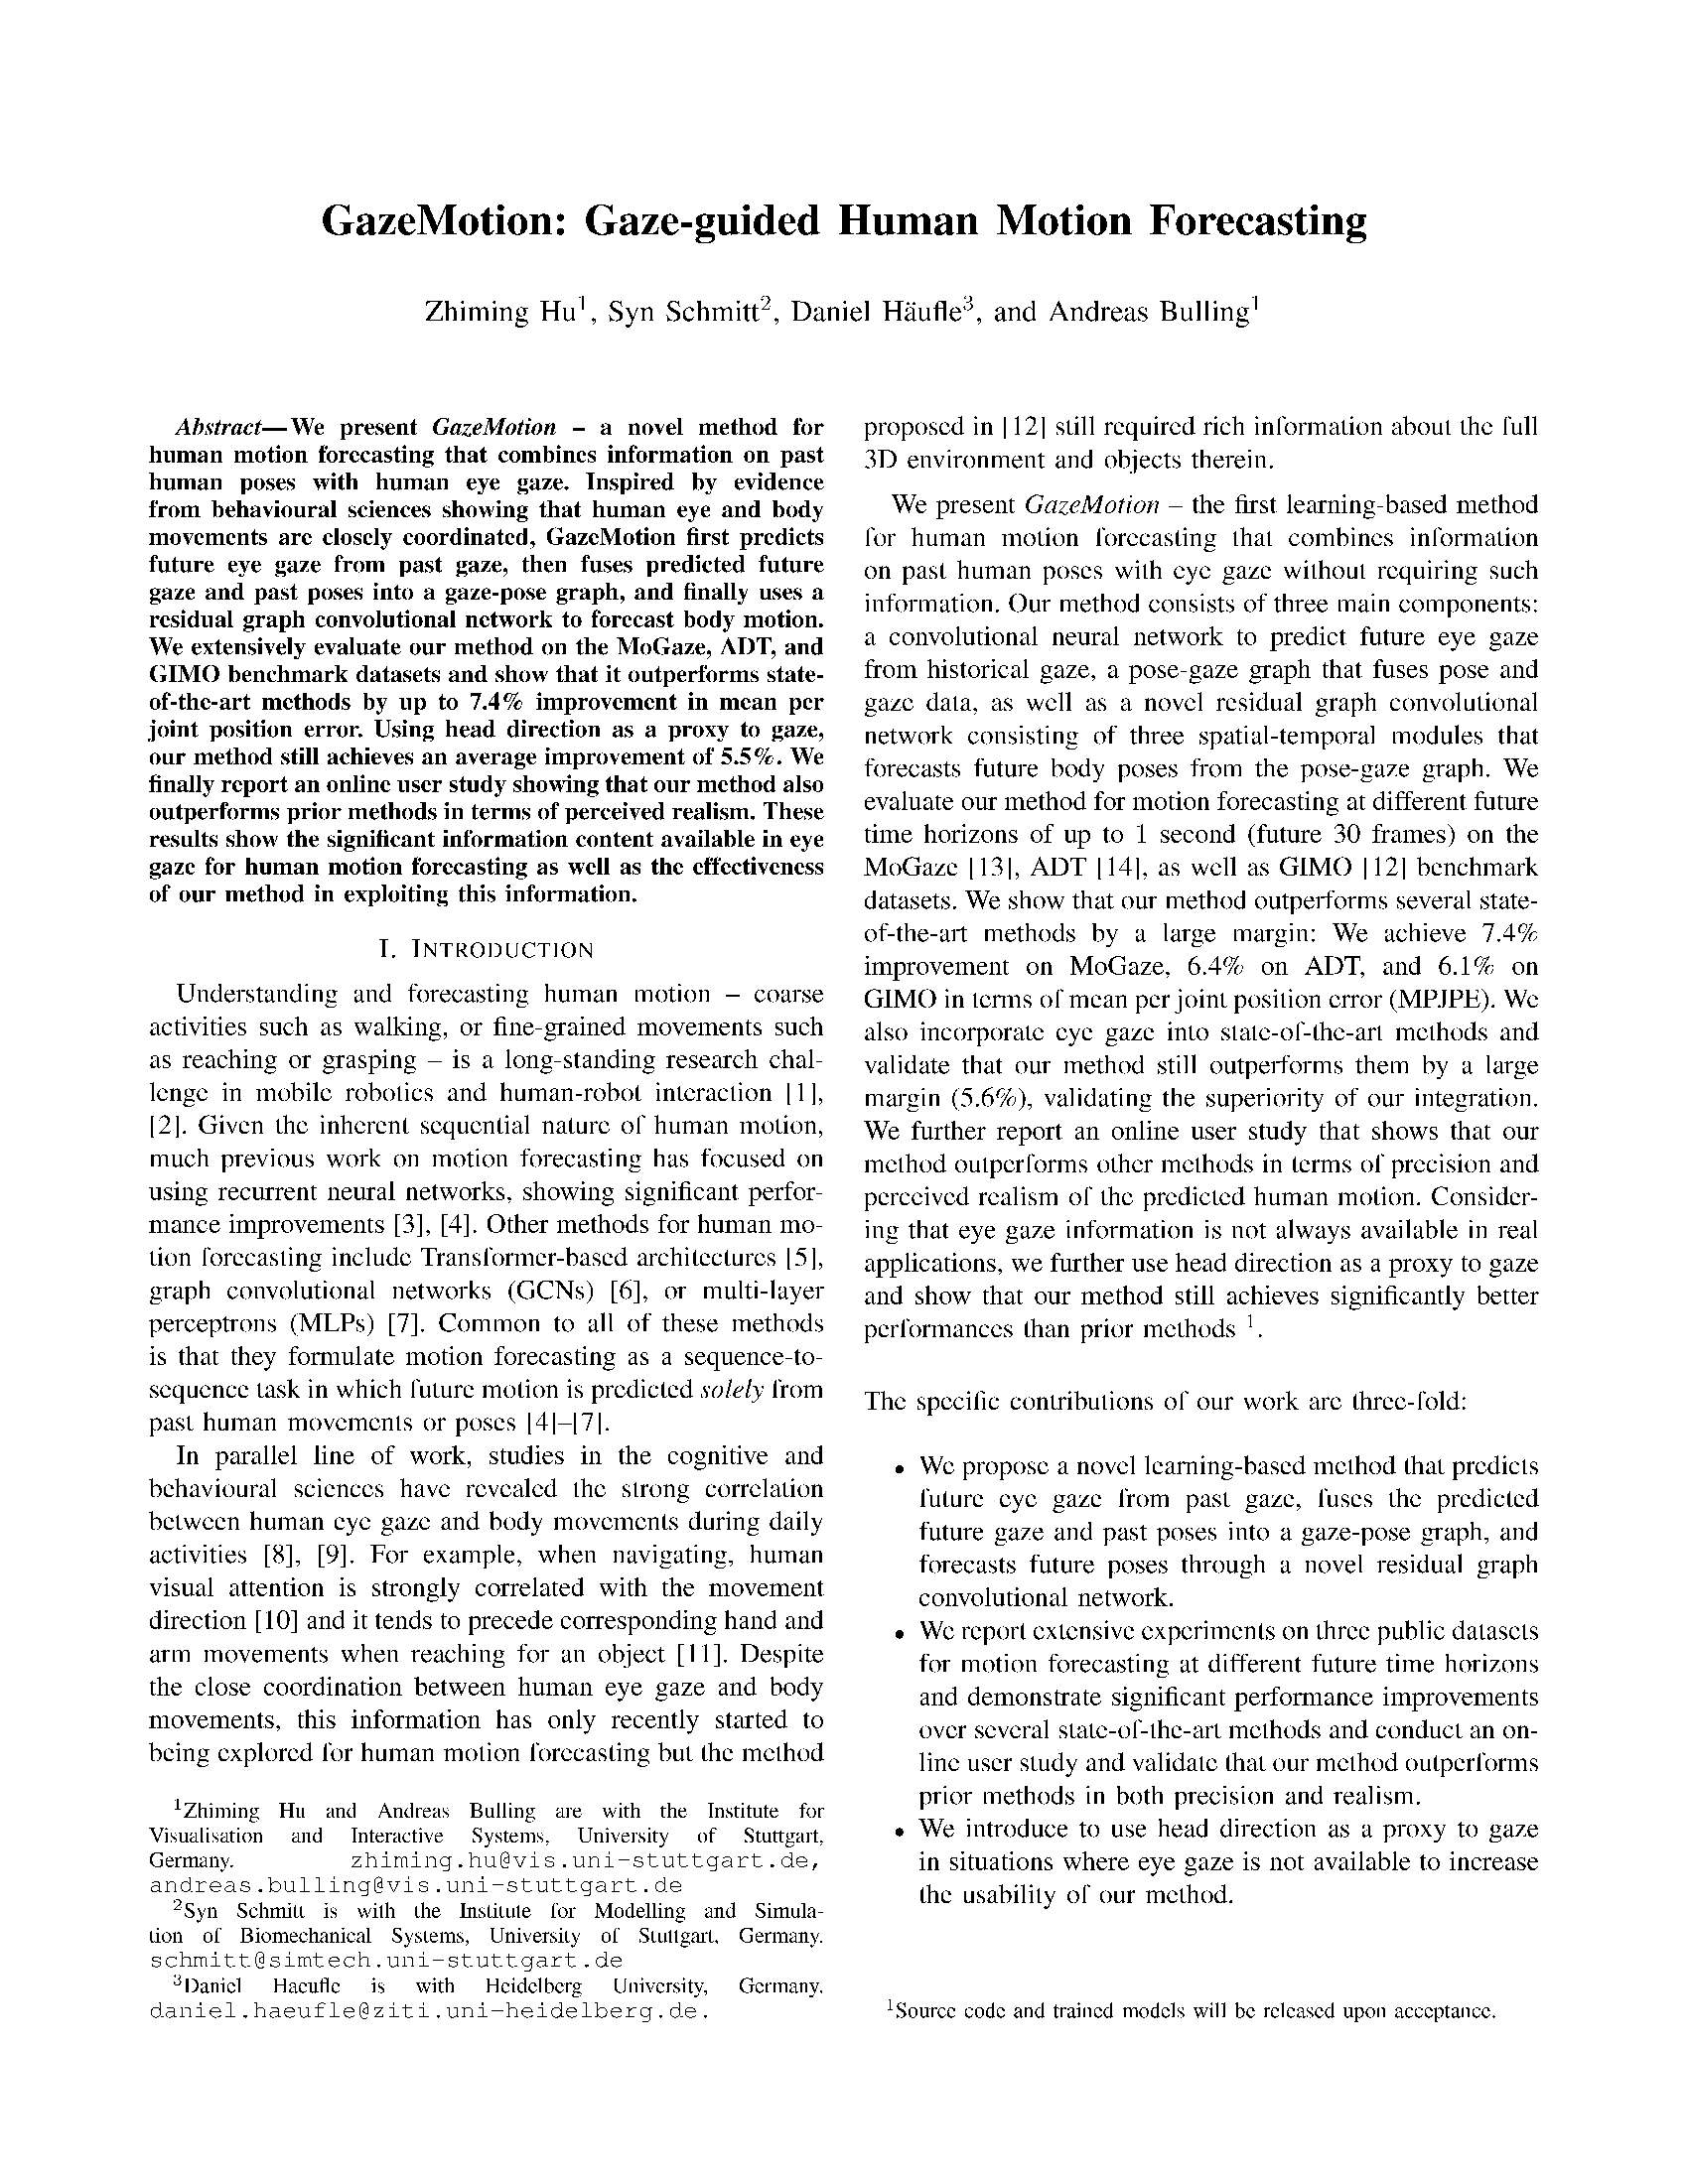 GazeMotion: Gaze-guided Human Motion Forecasting
Zhiming Hu¹, Syn Schmitt², Daniel Häufle³, and Andreas Bulling¹
Abstract—We present GazeMotion – a novel method for
human motion forecasting that combines information on past
human poses with human eye gaze. Inspired by evidence
from behavioural sciences showing that human eye and body
movements are closely coordinated, GazeMotion first predicts
future eye gaze from past gaze, then fuses predicted future
gaze and past poses into a gaze-pose graph, and finally uses a
residual graph convolutional network to forecast body motion.
We extensively evaluate our method on the MoGaze, ADT, and
GIMO benchmark datasets and show that it outperforms state-
of-the-art methods by up to 7.4% improvement in mean per
joint position error. Using head direction as a proxy to gaze,
our method still achieves an average improvement of 5.5%. We
finally report an online user study showing that our method also
outperforms prior methods in terms of perceived realism. These
results show the significant information content available in eye
gaze for human motion forecasting as well as the effectiveness
of our method in exploiting this information.
I. INTRODUCTION
Understanding and forecasting human motion – coarse
activities such as walking, or fine-grained movements such
as reaching or grasping – is a long-standing research chal-
lenge in mobile robotics and human-robot interaction [1],
[2]. Given the inherent sequential nature of human motion,
much previous work on motion forecasting has focused on
using recurrent neural networks, showing significant perfor-
mance improvements [3], [4]. Other methods for human mo-
tion forecasting include Transformer-based architectures [5],
graph convolutional networks (GCNs) [6], or multi-layer
perceptrons (MLPs) [7]. Common to all of these methods
is that they formulate motion forecasting as a sequence-to-
sequence task in which future motion is predicted solely from
past human movements or poses [4]–[7].
In parallel line of work, studies in the cognitive and
behavioural sciences have revealed the strong correlation
between human eye gaze and body movements during daily
activities [8], [9]. For example, when navigating, human
visual attention is strongly correlated with the movement
direction [10] and it tends to precede corresponding hand and
arm movements when reaching for an object [11]. Despite
the close coordination between human eye gaze and body
movements, this information has only recently started to
being explored for human motion forecasting but the method
¹Zhiming Hu and Andreas Bulling are with the Institute for
Visualisation and Interactive Systems, University of Stuttgart,
Germany. zhiming.hu@vis.uni-stuttgart.de,
andreas.bulling@vis.uni-stuttgart.de
²Syn Schmitt is with the Institute for Modelling and Simula-
tion of Biomechanical Systems, University of Stuttgart, Germany.
schmitt@simtech.uni-stuttgart.de
³Daniel Haeufle is with Heidelberg University, Germany.
daniel.haeufle@ziti.uni-heidelberg.de.
proposed in [12] still required rich information about the full
3D environment and objects therein.
We present GazeMotion – the first learning-based method
for human motion forecasting that combines information
on past human poses with eye gaze without requiring such
information. Our method consists of three main components:
a convolutional neural network to predict future eye gaze
from historical gaze, a pose-gaze graph that fuses pose and
gaze data, as well as a novel residual graph convolutional
network consisting of three spatial-temporal modules that
forecasts future body poses from the pose-gaze graph. We
evaluate our method for motion forecasting at different future
time horizons of up to 1 second (future 30 frames) on the
MoGaze [13], ADT [14], as well as GIMO [12] benchmark
datasets. We show that our method outperforms several state-
of-the-art methods by a large margin: We achieve 7.4%
improvement on MoGaze, 6.4% on ADT, and 6.1% on
GIMO in terms of mean per joint position error (MPJPE). We
also incorporate eye gaze into state-of-the-art methods and
validate that our method still outperforms them by a large
margin (5.6%), validating the superiority of our integration.
We further report an online user study that shows that our
method outperforms other methods in terms of precision and
perceived realism of the predicted human motion. Consider-
ing that eye gaze information is not always available in real
applications, we further use head direction as a proxy to gaze
and show that our method still achieves significantly better
performances than prior methods ¹.
The specific contributions of our work are three-fold:
• We propose a novel learning-based method that predicts
future eye gaze from past gaze, fuses the predicted
future gaze and past poses into a gaze-pose graph, and
forecasts future poses through a novel residual graph
convolutional network.
• We report extensive experiments on three public datasets
for motion forecasting at different future time horizons
and demonstrate significant performance improvements
over several state-of-the-art methods and conduct an on-
line user study and validate that our method outperforms
prior methods in both precision and realism.
• We introduce to use head direction as a proxy to gaze
in situations where eye gaze is not available to increase
the usability of our method.
¹Source code and trained models will be released upon acceptance.